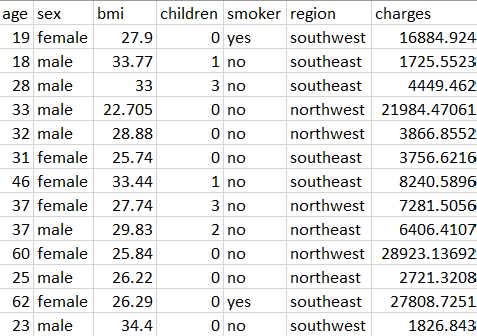 age sex bmi children smoker region charges
19 female 27.9 0 yes southwest 16884.924
18 male 33.77 1 no southeast 1725.5523
28 male 33 3 no southeast 4449.462
33 male 22.705 0 no northwest 21984.47061
32 male 28.88 0 no northwest 3866.8552
31 female 25.74 0 no southeast 3756.6216
46 female 33.44 1 no southeast 8240.5896
37 female 27.74 3 no northwest 7281.5056
37 male 29.83 2 no northeast 6406.4107
60 female 25.84 0 no northwest 28923.13692
25 male 26.22 0 no northeast 2721.3208
62 female 26.29 0 yes southeast 27808.7251
23 male 34.4 0 no southwest 1826.843